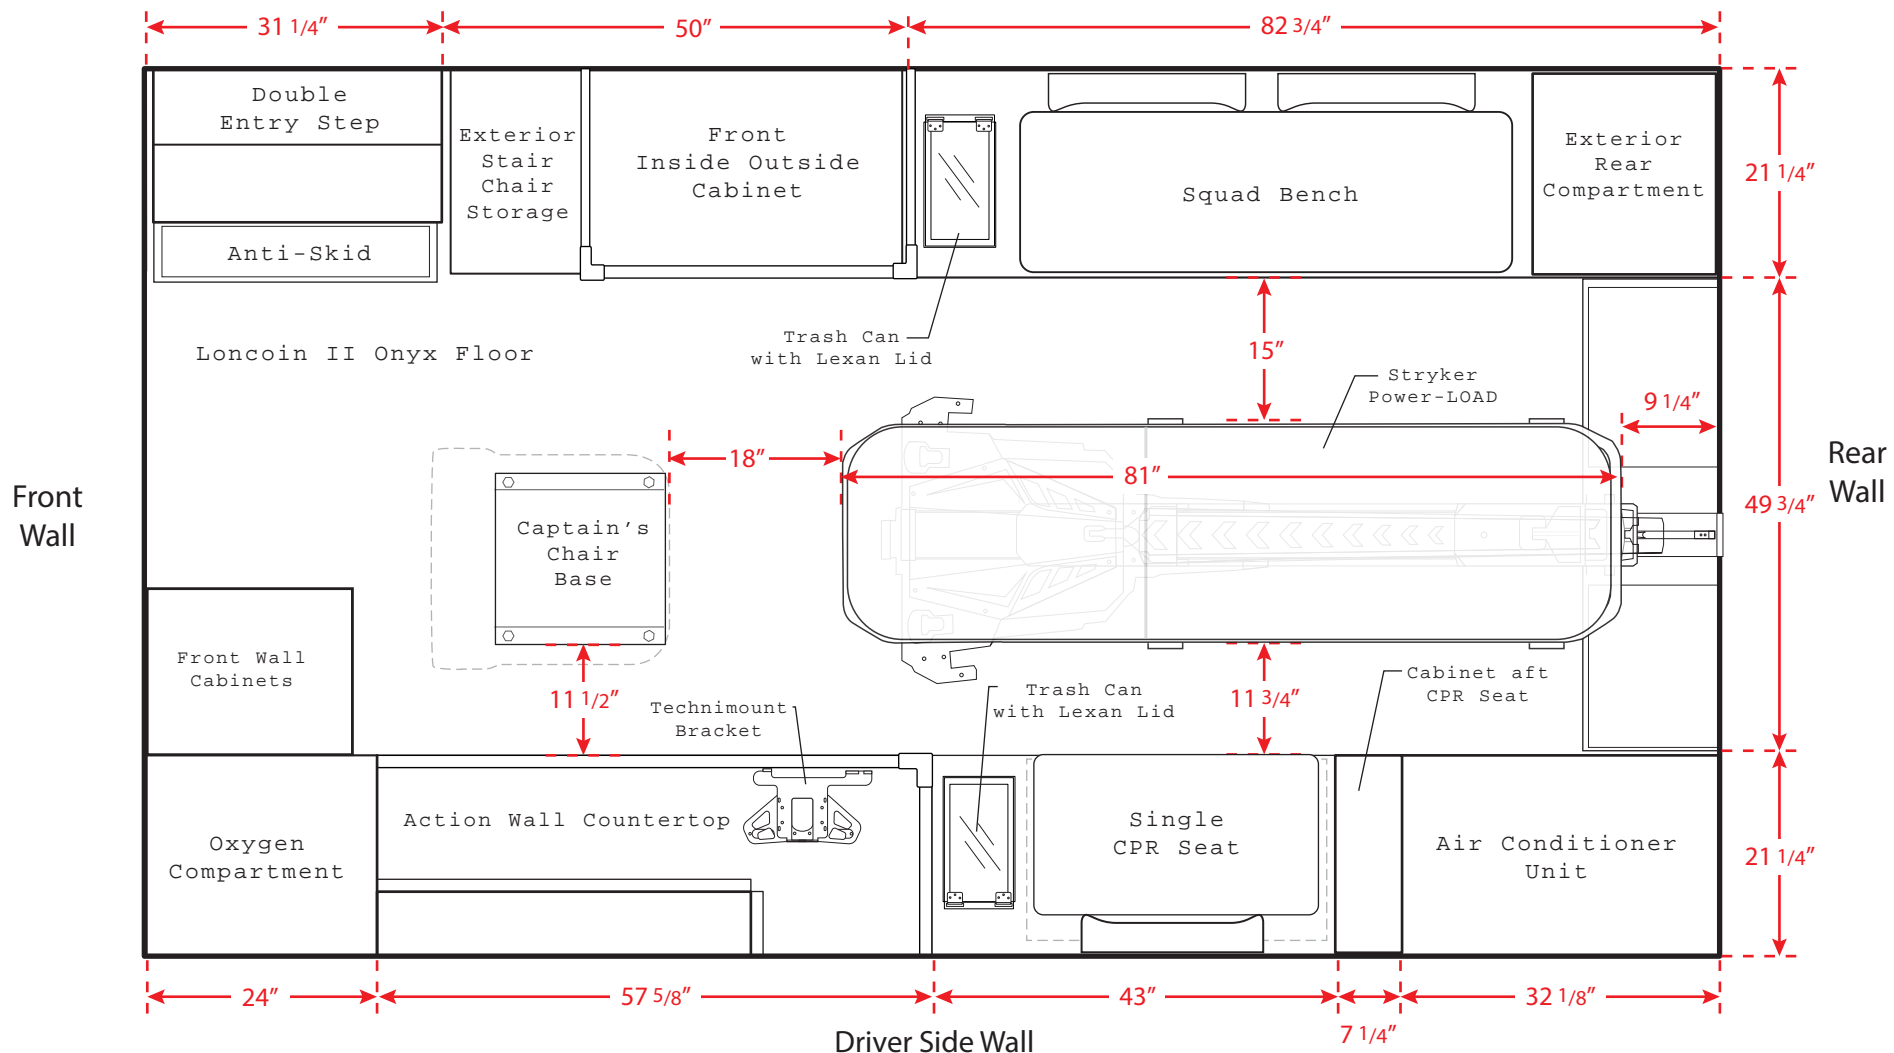 31 1/4″
50″
82 3/4″
Double
Entry Step
Exterior
Stair
Chair
Storage
Front
Inside Outside
Cabinet
Squad Bench
Exterior
Rear
Compartment
21 1/4″
Anti-Skid
Trash Can
with Lexan Lid
15″
Loncoin II Onyx Floor
Stryker
Power-LOAD
9 1/4″
18″
81″
Front
Wall
Rear
Wall
49 3/4″
Captain’s
Chair
Base
Front Wall
Cabinets
11 1/2″
Technimount
Bracket
Trash Can
with Lexan Lid
11 3/4″
Cabinet aft
CPR Seat
Oxygen
Compartment
Action Wall Countertop
Single
CPR Seat
Air Conditioner
Unit
21 1/4″
24″
57 5/8″
43″
7 1/4″
32 1/8″
Driver Side Wall